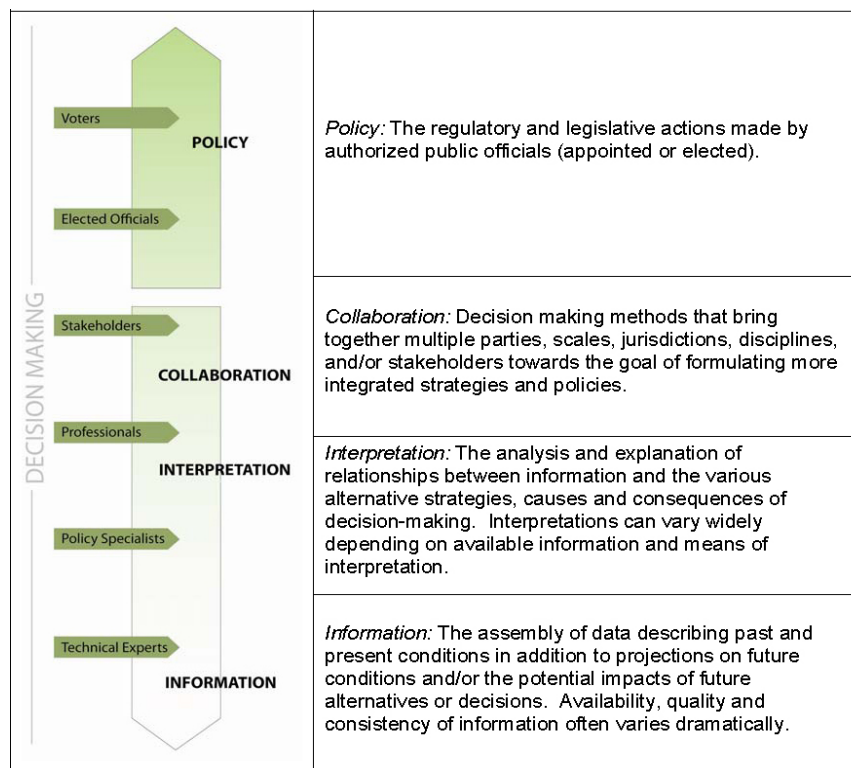 DECISION MAKING
Voters
POLICY
Elected Officials
Stakeholders
COLLABORATION
Professionals
INTERPRETATION
Policy Specialists
Technical Experts
INFORMATION
Policy: The regulatory and legislative actions made by
authorized public officials (appointed or elected).
Collaboration: Decision making methods that bring
together multiple parties, scales, jurisdictions, disciplines,
and/or stakeholders towards the goal of formulating more
integrated strategies and policies.
Interpretation: The analysis and explanation of
relationships between information and the various
alternative strategies, causes and consequences of
decision-making. Interpretations can vary widely
depending on available information and means of
interpretation.
Information: The assembly of data describing past and
present conditions in addition to projections on future
conditions and/or the potential impacts of future
alternatives or decisions. Availability, quality and
consistency of information often varies dramatically.